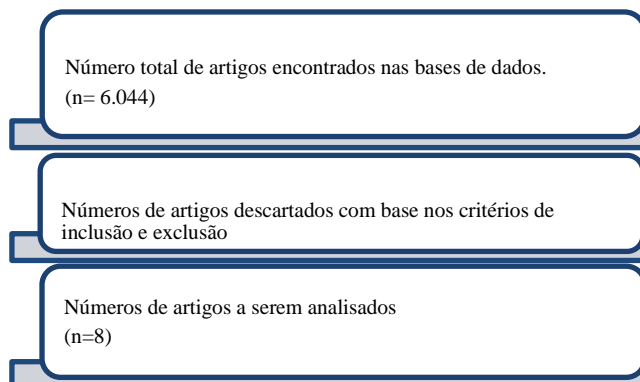 Número total de artigos encontrados nas bases de dados.
(n= 6.044)
Números de artigos descartados com base nos critérios de
inclusão e exclusão
Números de artigos a serem analisados
(n=8)